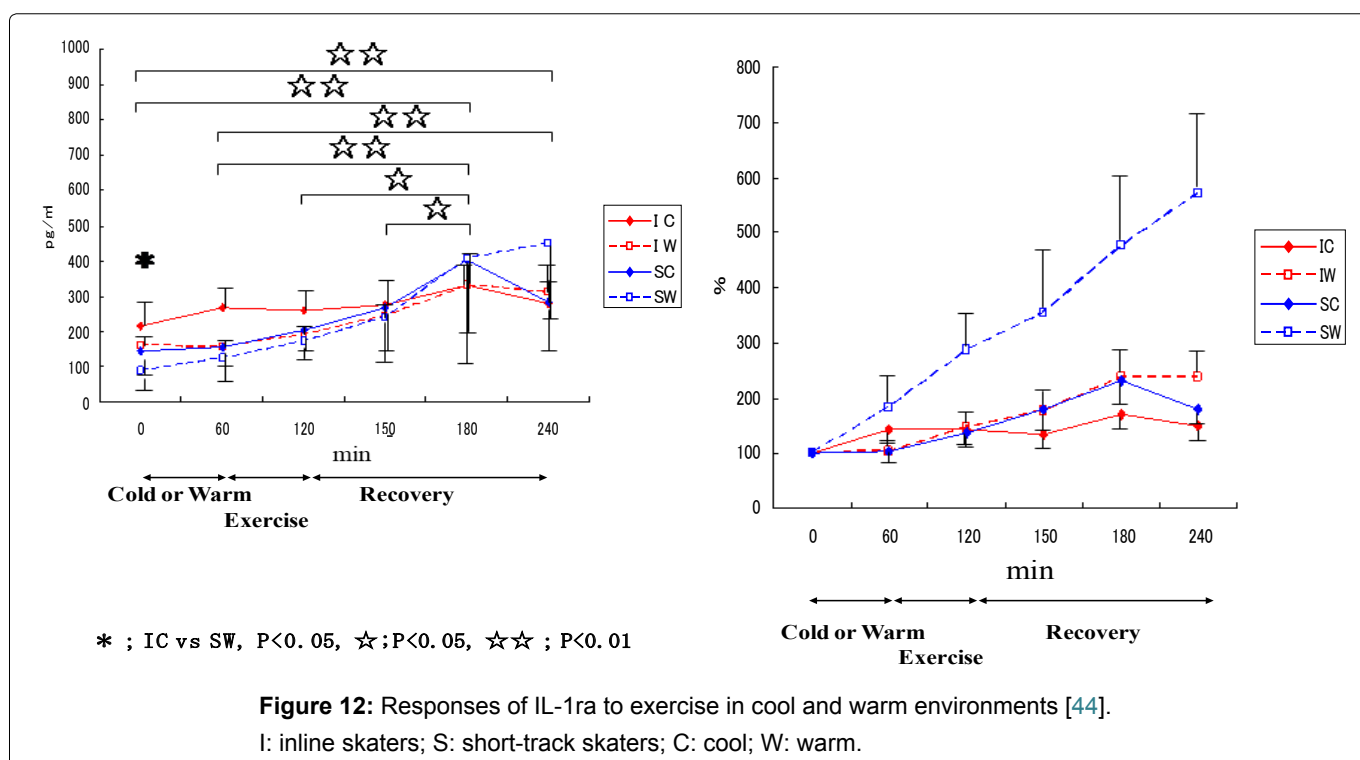 1000
900
800
700
600
500
400
300
200
100
0
pg/ml
☆☆
☆☆
☆☆
☆☆
☆
☆
✱
I C
I W
SC
SW
0 60 120 150 180 240
min
Cold or Warm
Exercise
Recovery
800
700
600
500
400
300
200
100
0
%
IC
IW
SC
SW
0 60 120 150 180 240
min
Cold or Warm
Exercise
Recovery
* ; IC vs SW, P<0.05, ☆;P<0.05, ☆☆ ; P<0.01
Figure 12: Responses of IL-1ra to exercise in cool and warm environments [44].
I: inline skaters; S: short-track skaters; C: cool; W: warm.